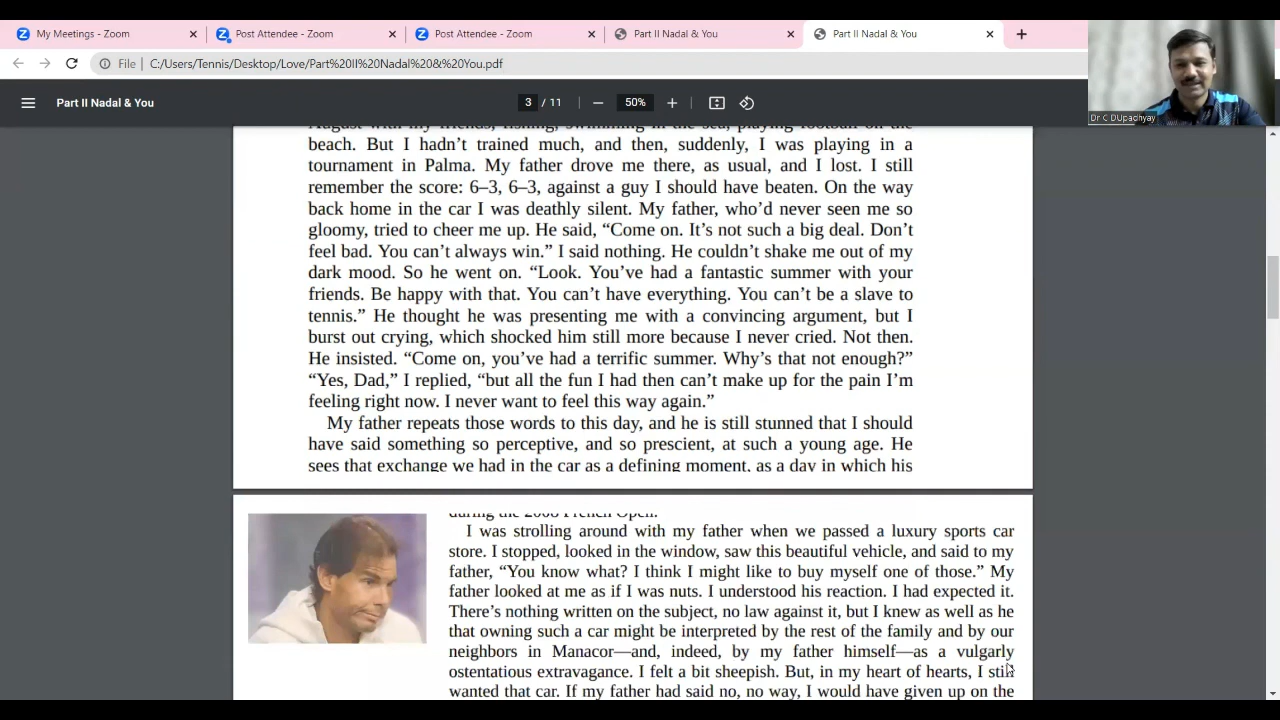 My Meetings - Zoom
Post Attendee - Zoom
Post Attendee - Zoom
Part II Nadal & You
Part II Nadal & You
File
C:/Users/Tennis/Desktop/Love/Part%20II%20Nadal%20&%20You.pdf
Part II Nadal & You
3 / 11
50%
Dr C DUpadhyay
August with my friends, fishing, swimming in the sea, playing football on the
beach. But I hadn’t trained much, and then, suddenly, I was playing in a
tournament in Palma. My father drove me there, as usual, and I lost. I still
remember the score: 6–3, 6–3, against a guy I should have beaten. On the way
back home in the car I was deathly silent. My father, who’d never seen me so
gloomy, tried to cheer me up. He said, “Come on. It’s not such a big deal. Don’t
feel bad. You can’t always win.” I said nothing. He couldn’t shake me out of my
dark mood. So he went on. “Look. You’ve had a fantastic summer with your
friends. Be happy with that. You can’t have everything. You can’t be a slave to
tennis.” He thought he was presenting me with a convincing argument, but I
burst out crying, which shocked him still more because I never cried. Not then.
He insisted. “Come on, you’ve had a terrific summer. Why’s that not enough?”
“Yes, Dad,” I replied, “but all the fun I had then can’t make up for the pain I’m
feeling right now. I never want to feel this way again.”
My father repeats those words to this day, and he is still stunned that I should
have said something so perceptive, and so prescient, at such a young age. He
sees that exchange we had in the car as a defining moment, as a day in which his
during the 2008 French Open.
I was strolling around with my father when we passed a luxury sports car
store. I stopped, looked in the window, saw this beautiful vehicle, and said to my
father, “You know what? I think I might like to buy myself one of those.” My
father looked at me as if I was nuts. I understood his reaction. I had expected it.
There’s nothing written on the subject, no law against it, but I knew as well as he
that owning such a car might be interpreted by the rest of the family and by our
neighbors in Manacor—and, indeed, by my father himself—as a vulgarly
ostentatious extravagance. I felt a bit sheepish. But, in my heart of hearts, I still
wanted that car. If my father had said no, no way, I would have given up on the